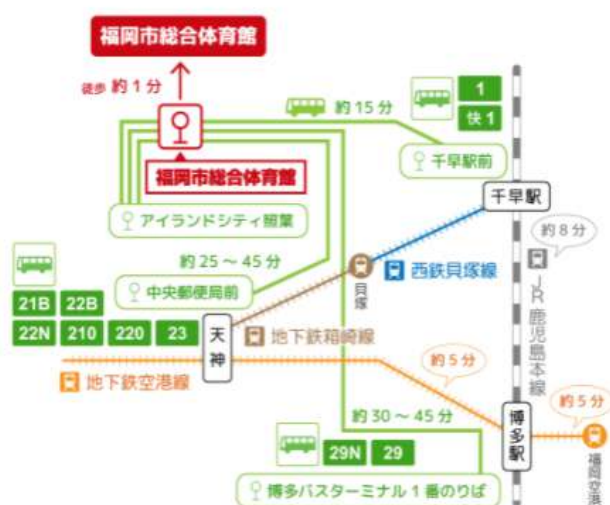 福岡市総合体育館
徒歩 約1分
約15分
1
快1
福岡市総合体育館
千早駅前
千早駅
アイランドシティ照葉
約8分
約25～45分
西鉄貝塚線
貝塚
JR鹿児島本線
21B 22B
中央郵便局前
22N 210 220 23
天神
地下鉄箱崎線
約5分
地下鉄空港線
約5分
約30～45分
博多駅
29N 29
福岡空港
博多バスターミナル1番のりば